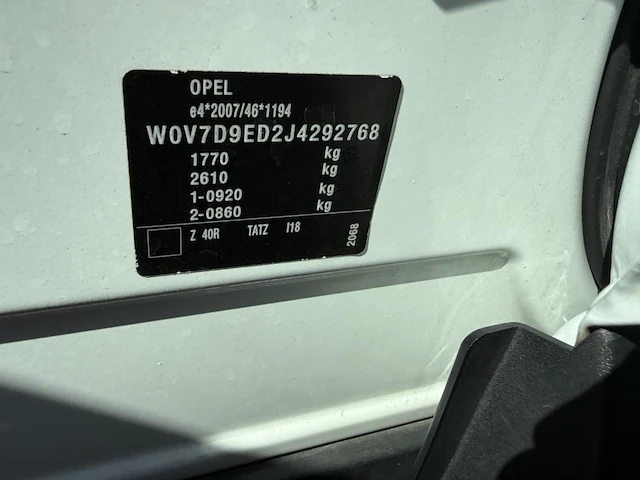 OPEL
e4*2007/46*1194
W0V7D9ED2J4292768
1770 kg
2610 kg
1-0920 kg
2-0860 kg
Z 40R TATZ I18
2068